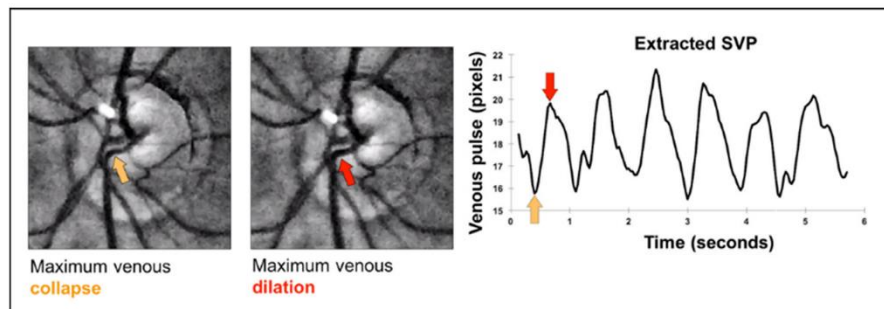 Maximum venous
collapse
Maximum venous
dilation
Extracted SVP
Venous pulse (pixels)
22
21
20
19
18
17
16
15
0 1 2 3 4 5 6
Time (seconds)